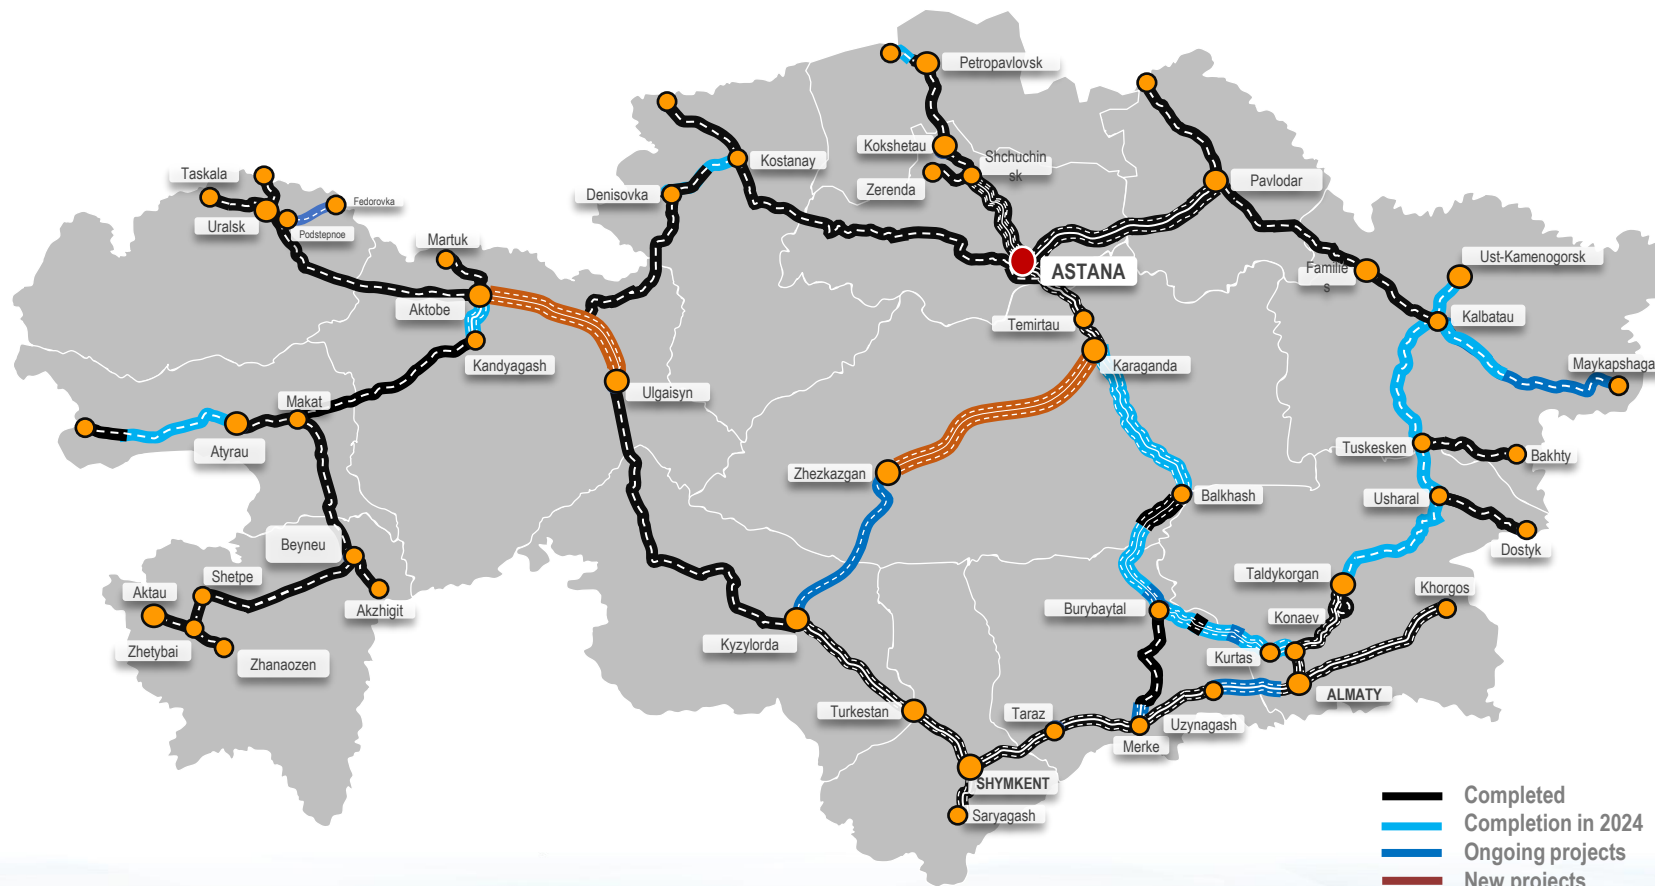 Petropavlovsk
Kokshetau
Shchuchin
sk
Kostanay
Zerenda
Taskala
Pavlodar
Denisovka
Fedorovka
Uralsk
Podstepnoe
Martuk
Ust-Kamenogorsk
ASTANA
Familie
s
Aktobe
Kalbatau
Temirtau
Kandyagash
Karaganda
Maykapshaga
Ulgaisyn
Makat
Atyrau
Tuskesken
Bakhty
Zhezkazgan
Balkhash
Usharal
Beyneu
Dostyk
Shetpe
Taldykorgan
Aktau
Akzhigit
Khorgos
Burybaytal
Konaev
Kyzylorda
Zhetybai
Zhanaozen
Kurtas
ALMATY
Turkestan
Taraz
Uzynagash
Merke
SHYMKENT
Saryagash
Completed
Completion in 2024
Ongoing projects
New projects